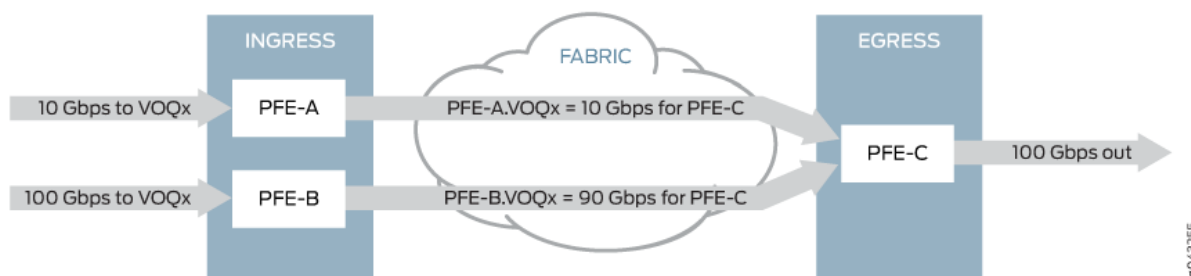 INGRESS
FABRIC
EGRESS
10 Gbps to VOQx
PFE-A
PFE-A.VOQx = 10 Gbps for PFE-C
PFE-C
100 Gbps out
100 Gbps to VOQx
PFE-B
PFE-B.VOQx = 90 Gbps for PFE-C